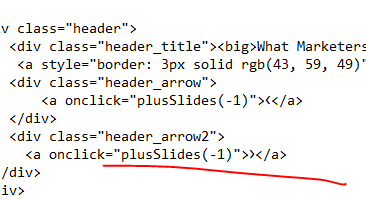 v class="header">
<div class="header_title"><big>What Marketers
<a style="border: 3px solid rgb(43, 59, 49)"
<div class="header_arrow">
<a onclick="plusSlides(-1)">‹</a>
</div>
<div class="header_arrow2">
<a onclick="plusSlides(-1)">›</a>
/div>
iv>